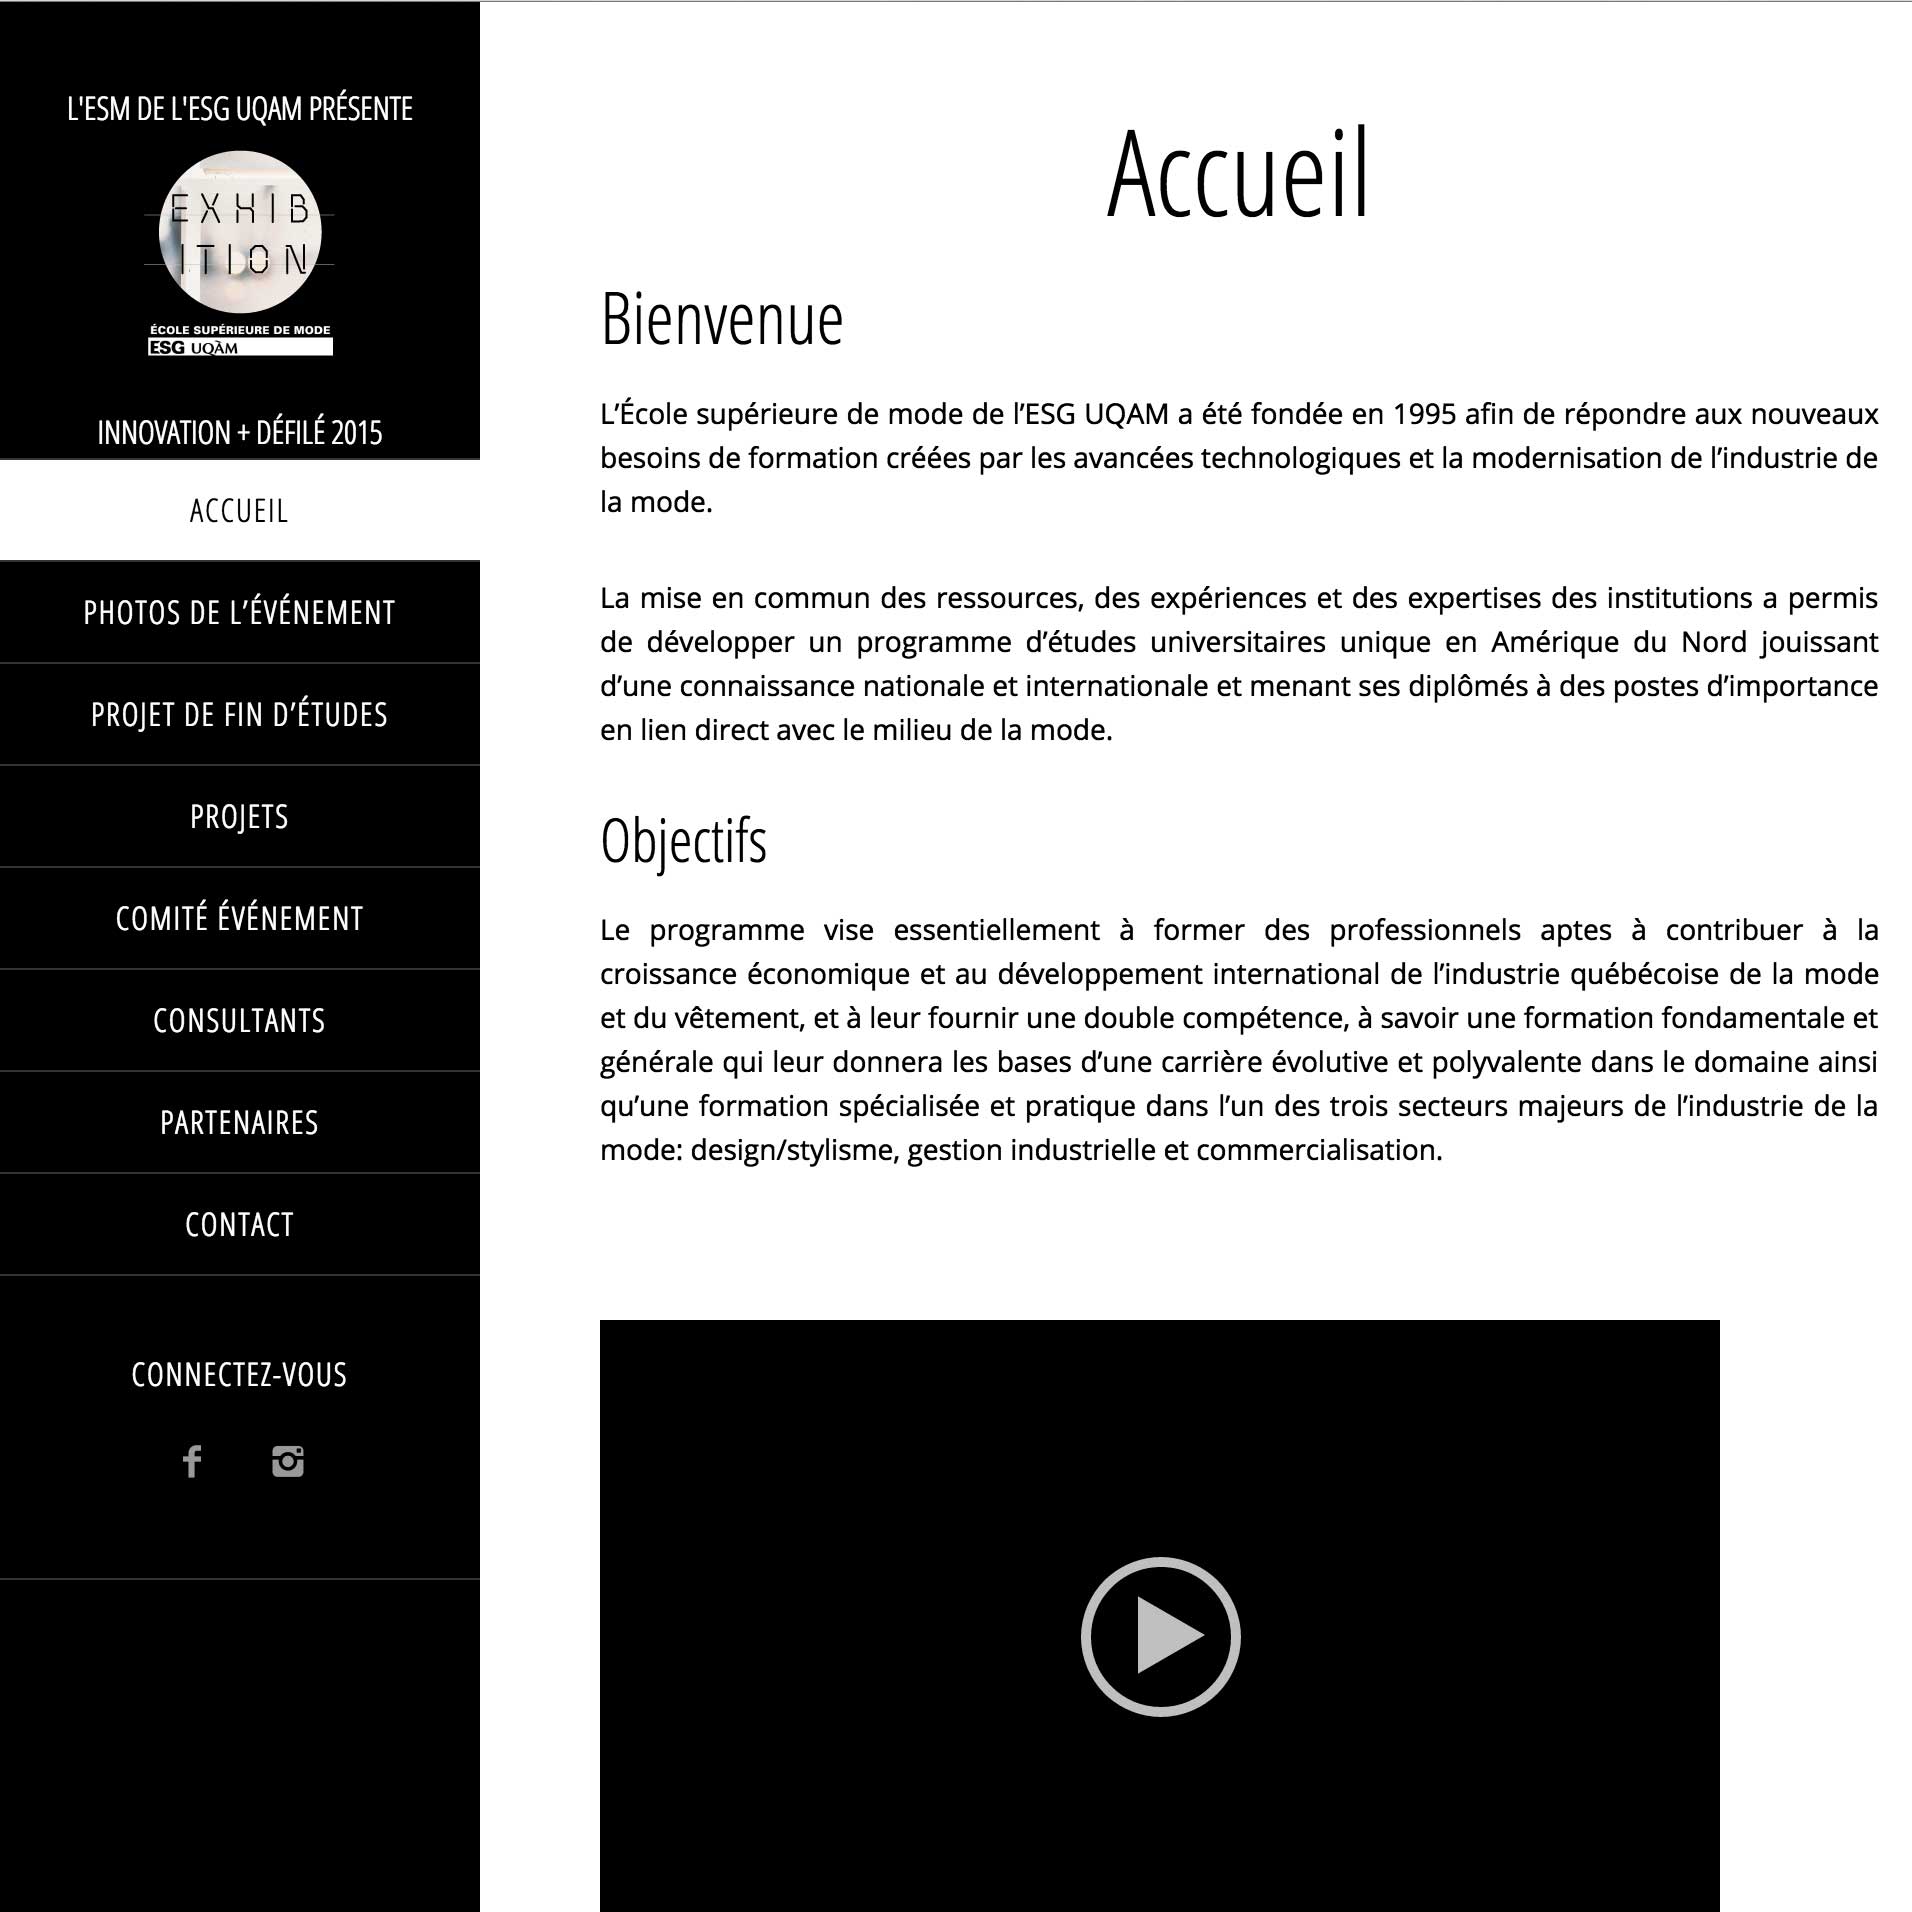 L'ESM DE L'ESG UQAM PRÉSENTE
EXHIB
ITION
ÉCOLE SUPÉRIEURE DE MODE
ESG UQÀM
INNOVATION + DÉFILÉ 2015
ACCUEIL
PHOTOS DE L’ÉVÉNEMENT
PROJET DE FIN D’ÉTUDES
PROJETS
COMITÉ ÉVÉNEMENT
CONSULTANTS
PARTENAIRES
CONTACT
CONNECTEZ-VOUS
Accueil
Bienvenue
L’École supérieure de mode de l’ESG UQAM a été fondée en 1995 afin de répondre aux nouveaux
besoins de formation créées par les avancées technologiques et la modernisation de l’industrie de
la mode.
La mise en commun des ressources, des expériences et des expertises des institutions a permis
de développer un programme d’études universitaires unique en Amérique du Nord jouissant
d’une connaissance nationale et internationale et menant ses diplômés à des postes d’importance
en lien direct avec le milieu de la mode.
Objectifs
Le programme vise essentiellement à former des professionnels aptes à contribuer à la
croissance économique et au développement international de l’industrie québécoise de la mode
et du vêtement, et à leur fournir une double compétence, à savoir une formation fondamentale et
générale qui leur donnera les bases d’une carrière évolutive et polyvalente dans le domaine ainsi
qu’une formation spécialisée et pratique dans l’un des trois secteurs majeurs de l’industrie de la
mode: design/stylisme, gestion industrielle et commercialisation.